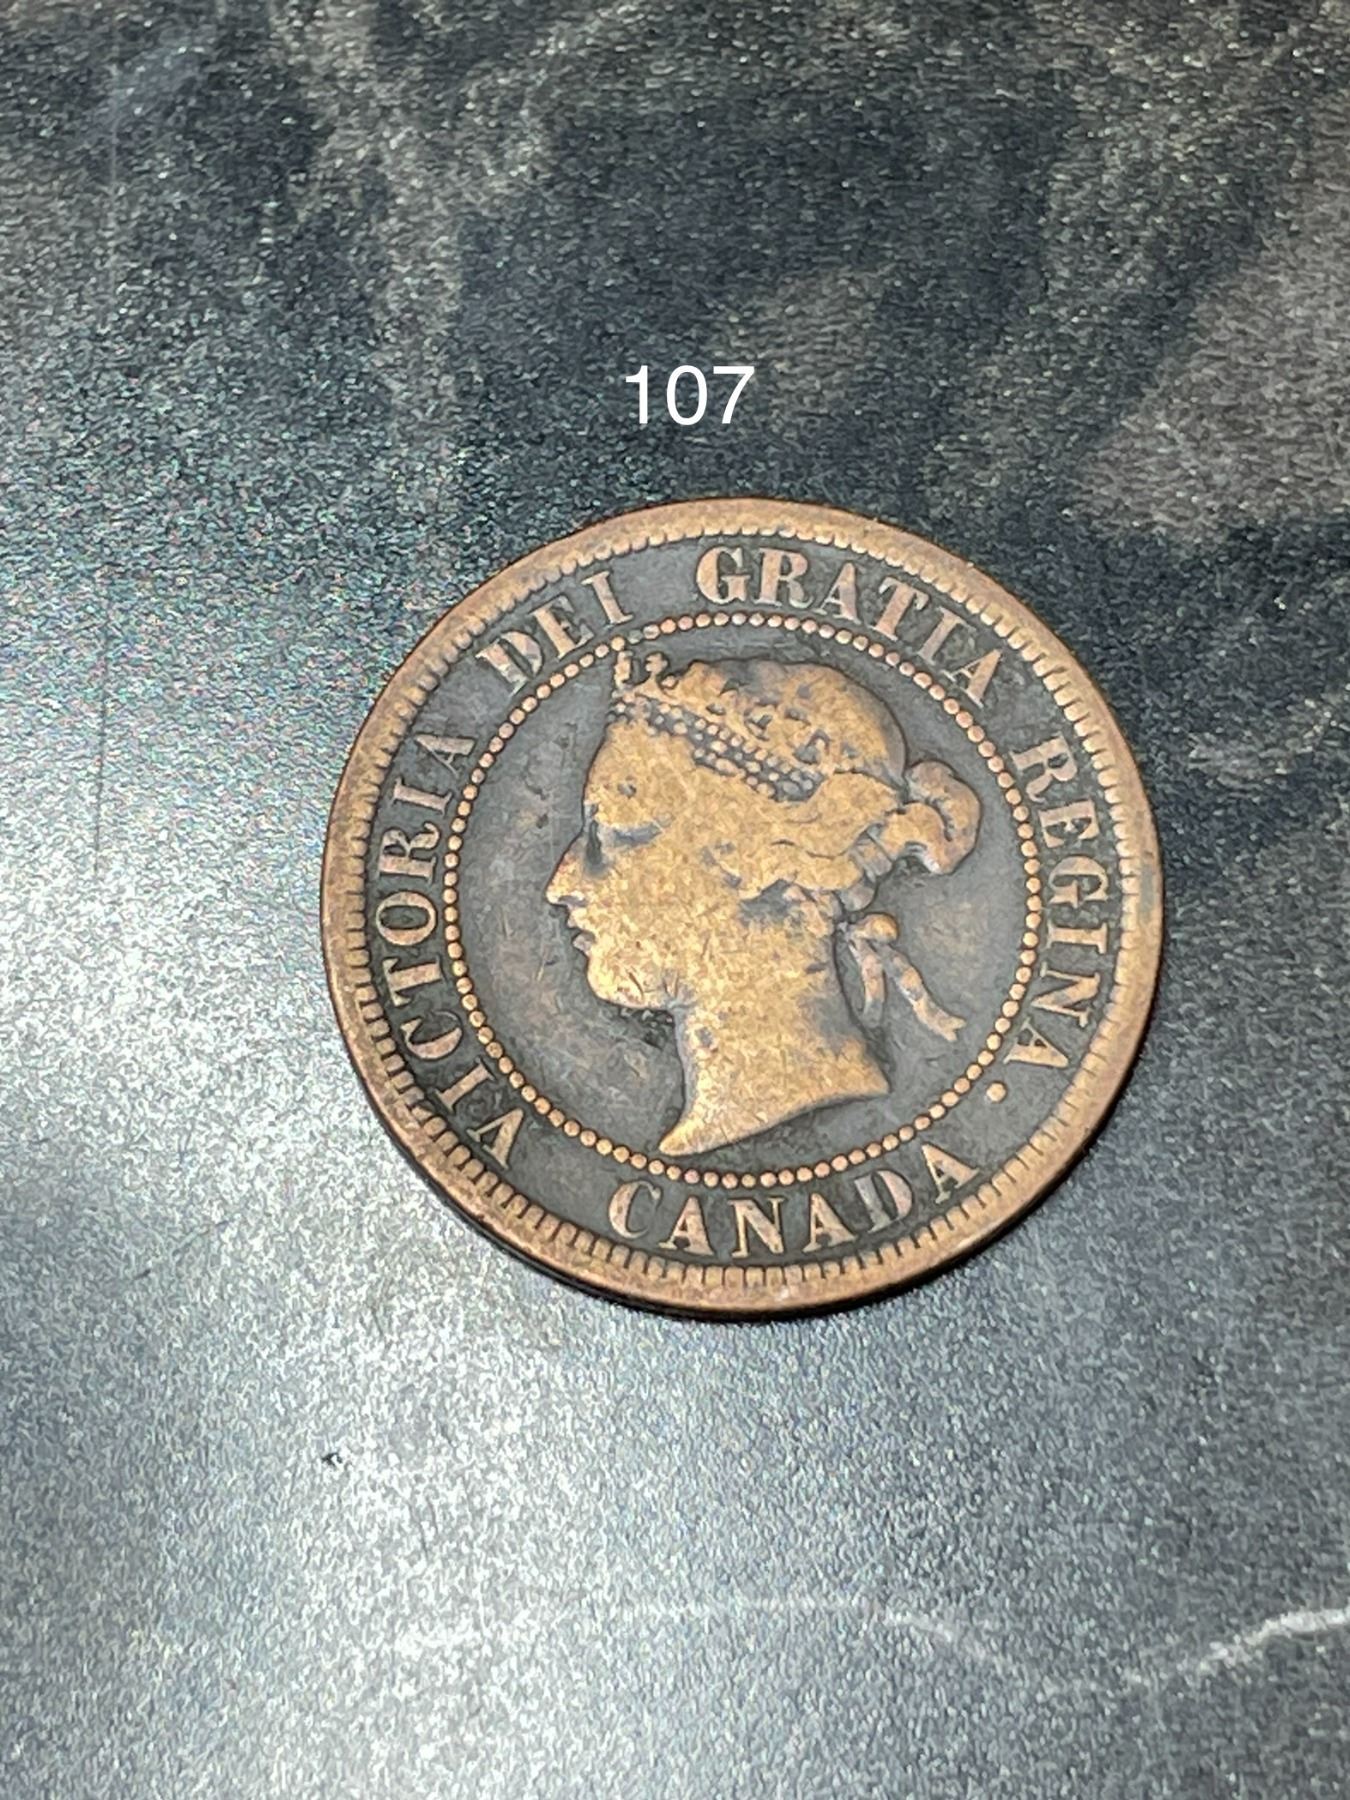 107
VICTORIA DEI GRATIA REGINA.
CANADA